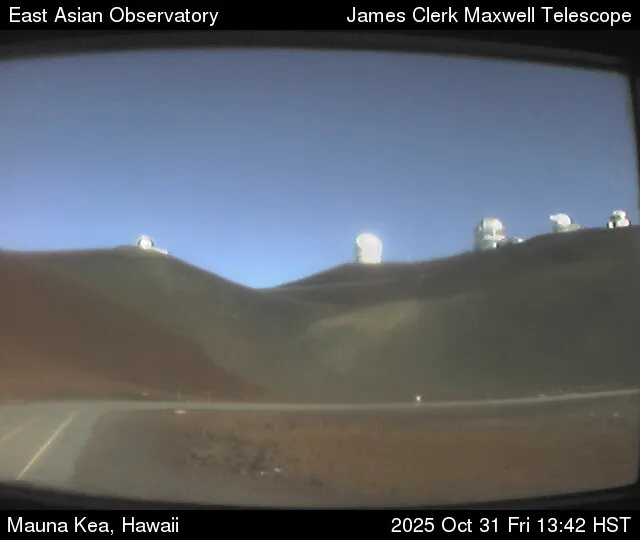 East Asian Observatory
James Clerk Maxwell Telescope
Mauna Kea, Hawaii
2025 Oct 31 Fri 13:42 HST